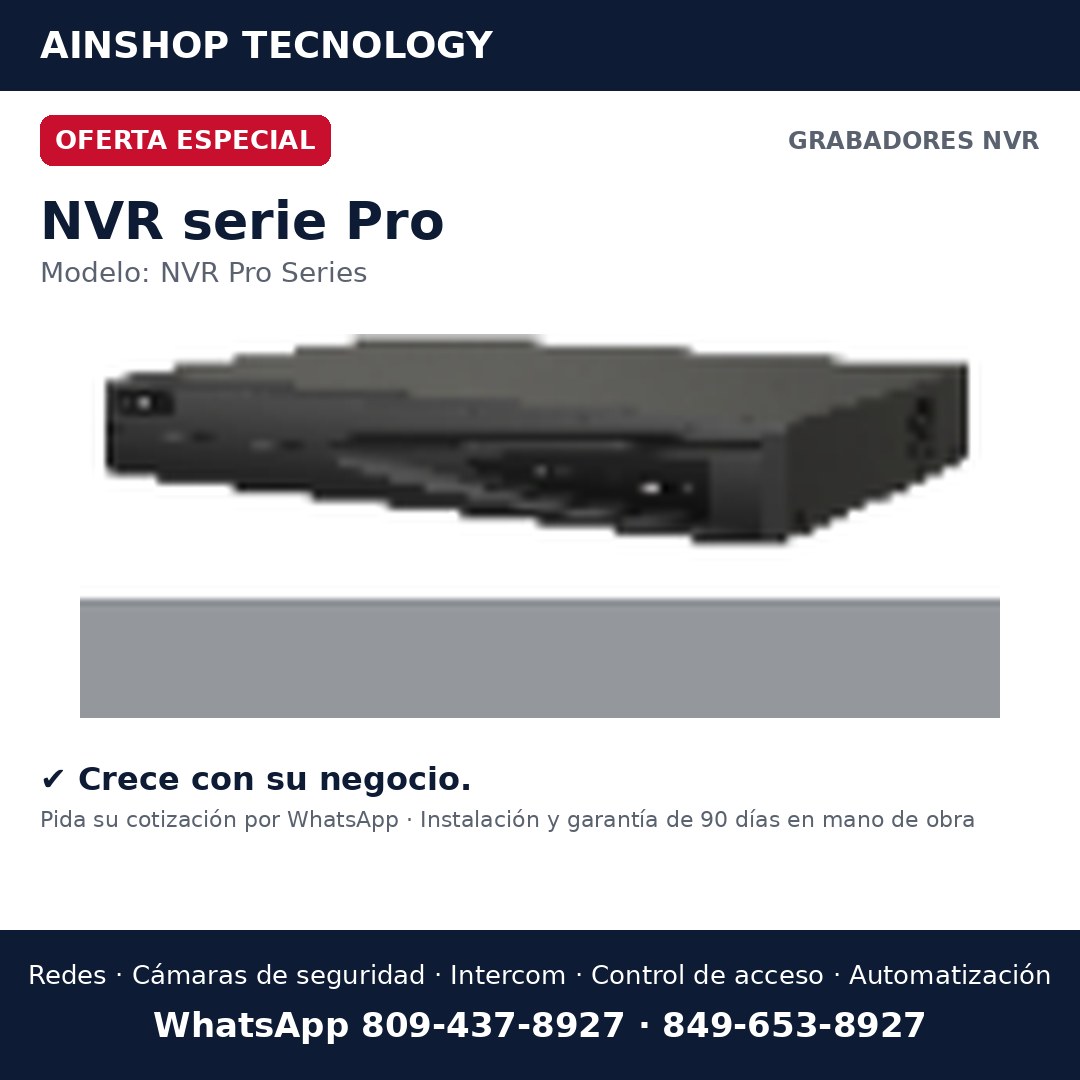 AINSHOP TECNOLOGY
OFERTA ESPECIAL
GRABADORES NVR
NVR serie Pro
Modelo: NVR Pro Series
✔ Crece con su negocio.
Pida su cotización por WhatsApp · Instalación y garantía de 90 días en mano de obra
Redes · Cámaras de seguridad · Intercom · Control de acceso · Automatización
WhatsApp 809-437-8927 · 849-653-8927